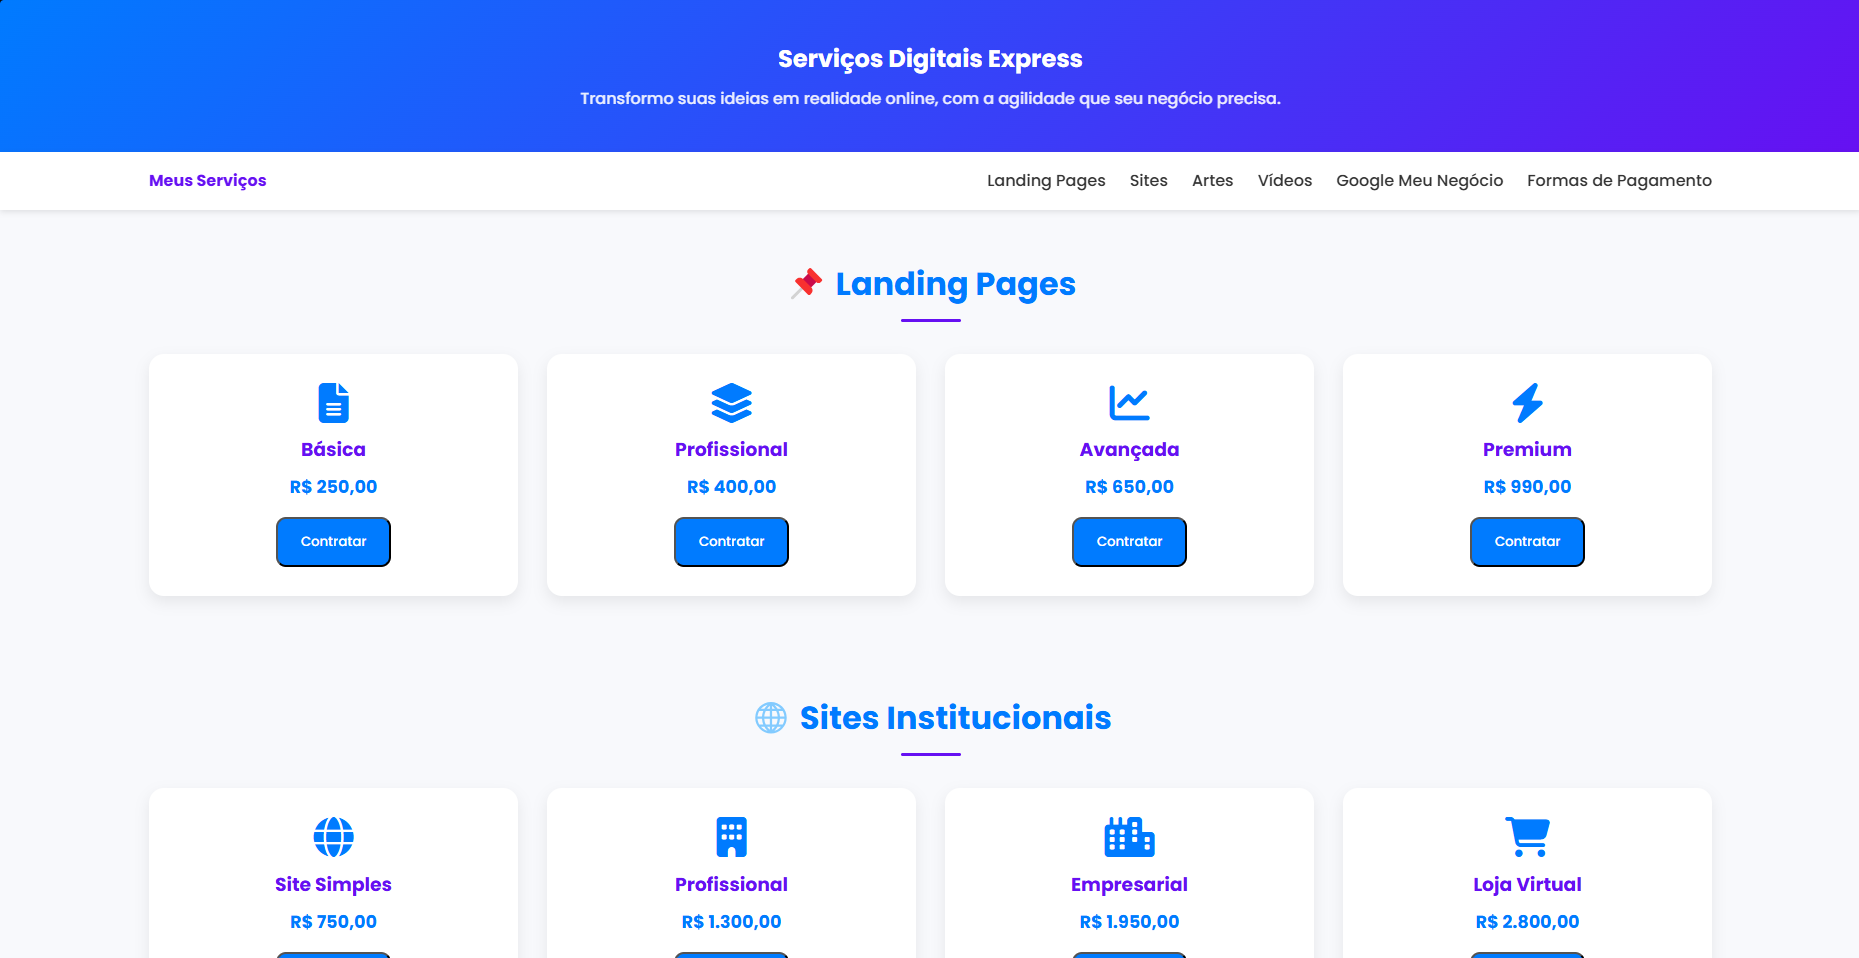 Serviços Digitais Express
Transformo suas ideias em realidade online, com a agilidade que seu negócio precisa.
Meus Serviços
Landing Pages Sites Artes Vídeos Google Meu Negócio Formas de Pagamento
Landing Pages
Básica
R$ 250,00
Contratar
Profissional
R$ 400,00
Contratar
Avançada
R$ 650,00
Contratar
Premium
R$ 990,00
Contratar
Sites Institucionais
Site Simples
R$ 750,00
Profissional
R$ 1.300,00
Empresarial
R$ 1.950,00
Loja Virtual
R$ 2.800,00